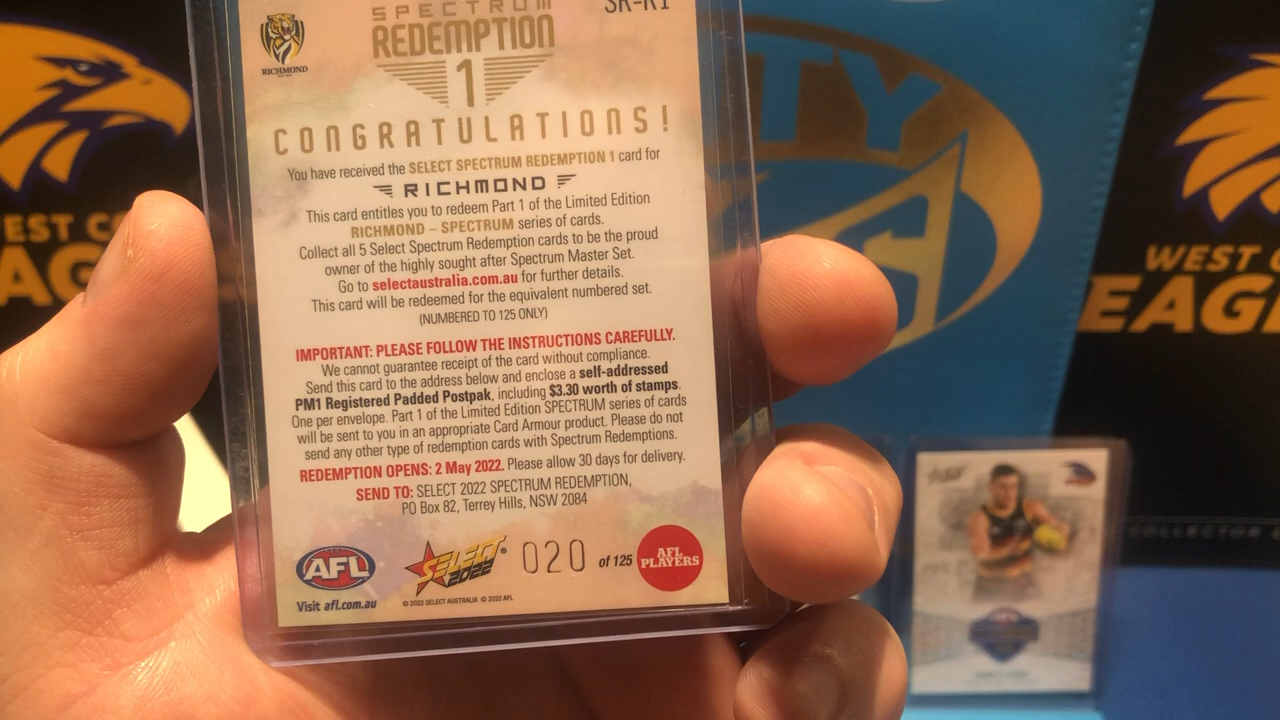 SPECTRUM
SR-R1
REDEMPTION
1
RICHMOND
CONGRATULATIONS!
You have received the SELECT SPECTRUM REDEMPTION 1 card for
RICHMOND
This card entitles you to redeem Part 1 of the Limited Edition
RICHMOND – SPECTRUM series of cards.
Collect all 5 Select Spectrum Redemption cards to be the proud
owner of the highly sought after Spectrum Master Set.
Go to selectaustralia.com.au for further details.
This card will be redeemed for the equivalent numbered set.
(NUMBERED TO 125 ONLY)
IMPORTANT: PLEASE FOLLOW THE INSTRUCTIONS CAREFULLY.
We cannot guarantee receipt of the card without compliance.
Send this card to the address below and enclose a self-addressed
PM1 Registered Padded Postpak, including $3.30 worth of stamps.
One per envelope. Part 1 of the Limited Edition SPECTRUM series of cards
will be sent to you in an appropriate Card Armour product. Please do not
send any other type of redemption cards with Spectrum Redemptions.
REDEMPTION OPENS: 2 May 2022. Please allow 30 days for delivery.
SEND TO: SELECT 2022 SPECTRUM REDEMPTION,
PO Box 82, Terrey Hills, NSW 2084
AFL
SELECT
2022
020 of 125
AFL
PLAYERS
Visit afl.com.au
© 2022 SELECT AUSTRALIA © 2022 AFL
WEST CO
AG
TY
WEST CO
EAGL
COLLECTOR